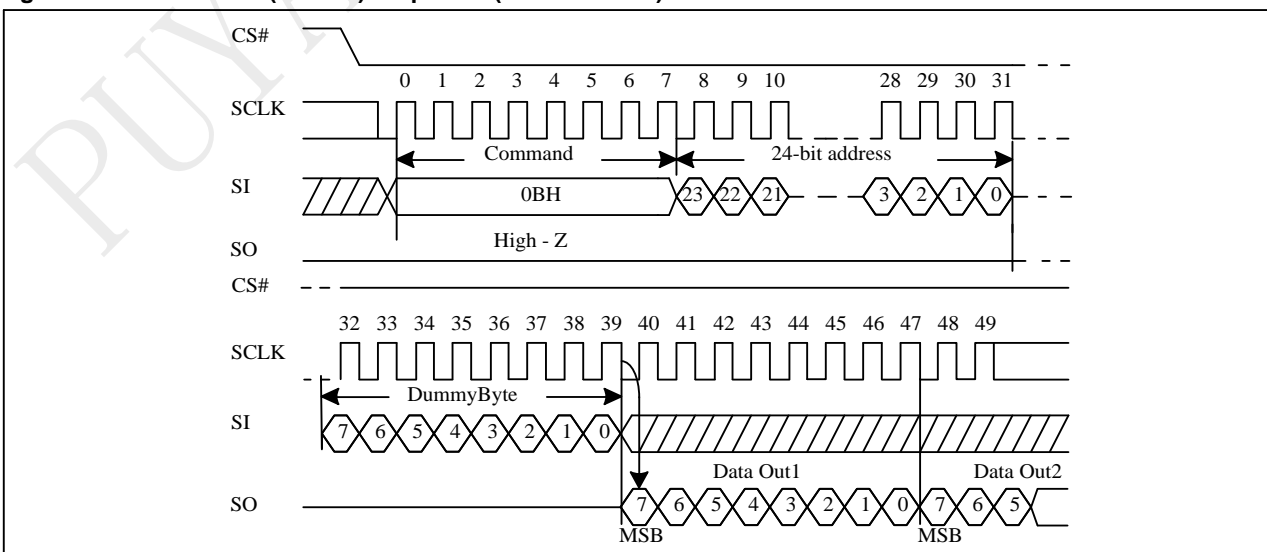 PUYA
CS#
0 1 2 3 4 5 6 7 8 9 10 28 29 30 31
SCLK
Command 24-bit address
SI 0BH 23 22 21 3 2 1 0
High - Z
SO
CS#
32 33 34 35 36 37 38 39 40 41 42 43 44 45 46 47 48 49
SCLK
DummyByte
SI 7 6 5 4 3 2 1 0
Data Out1 Data Out2
SO 7 6 5 4 3 2 1 0 7 6 5
MSB MSB